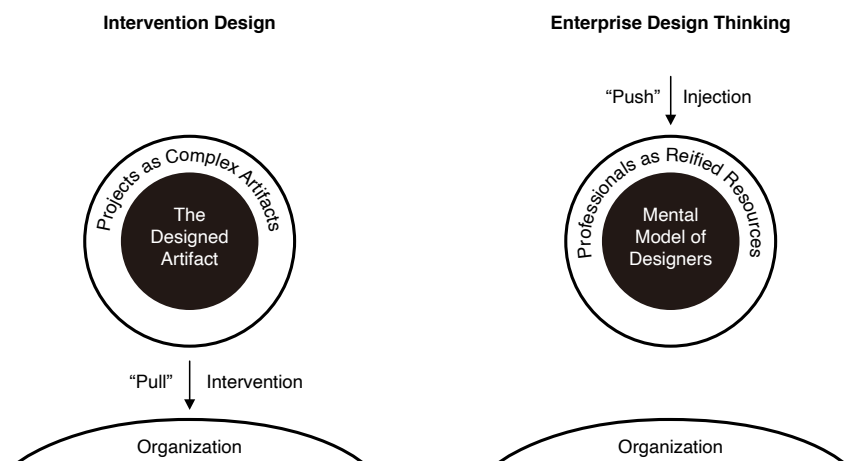 Intervention Design
Projects as Complex Artifacts
The
Designed
Artifact
“Pull” Intervention
Organization
Enterprise Design Thinking
“Push” Injection
Professionals as Reified Resources
Mental
Model of
Designers
Organization